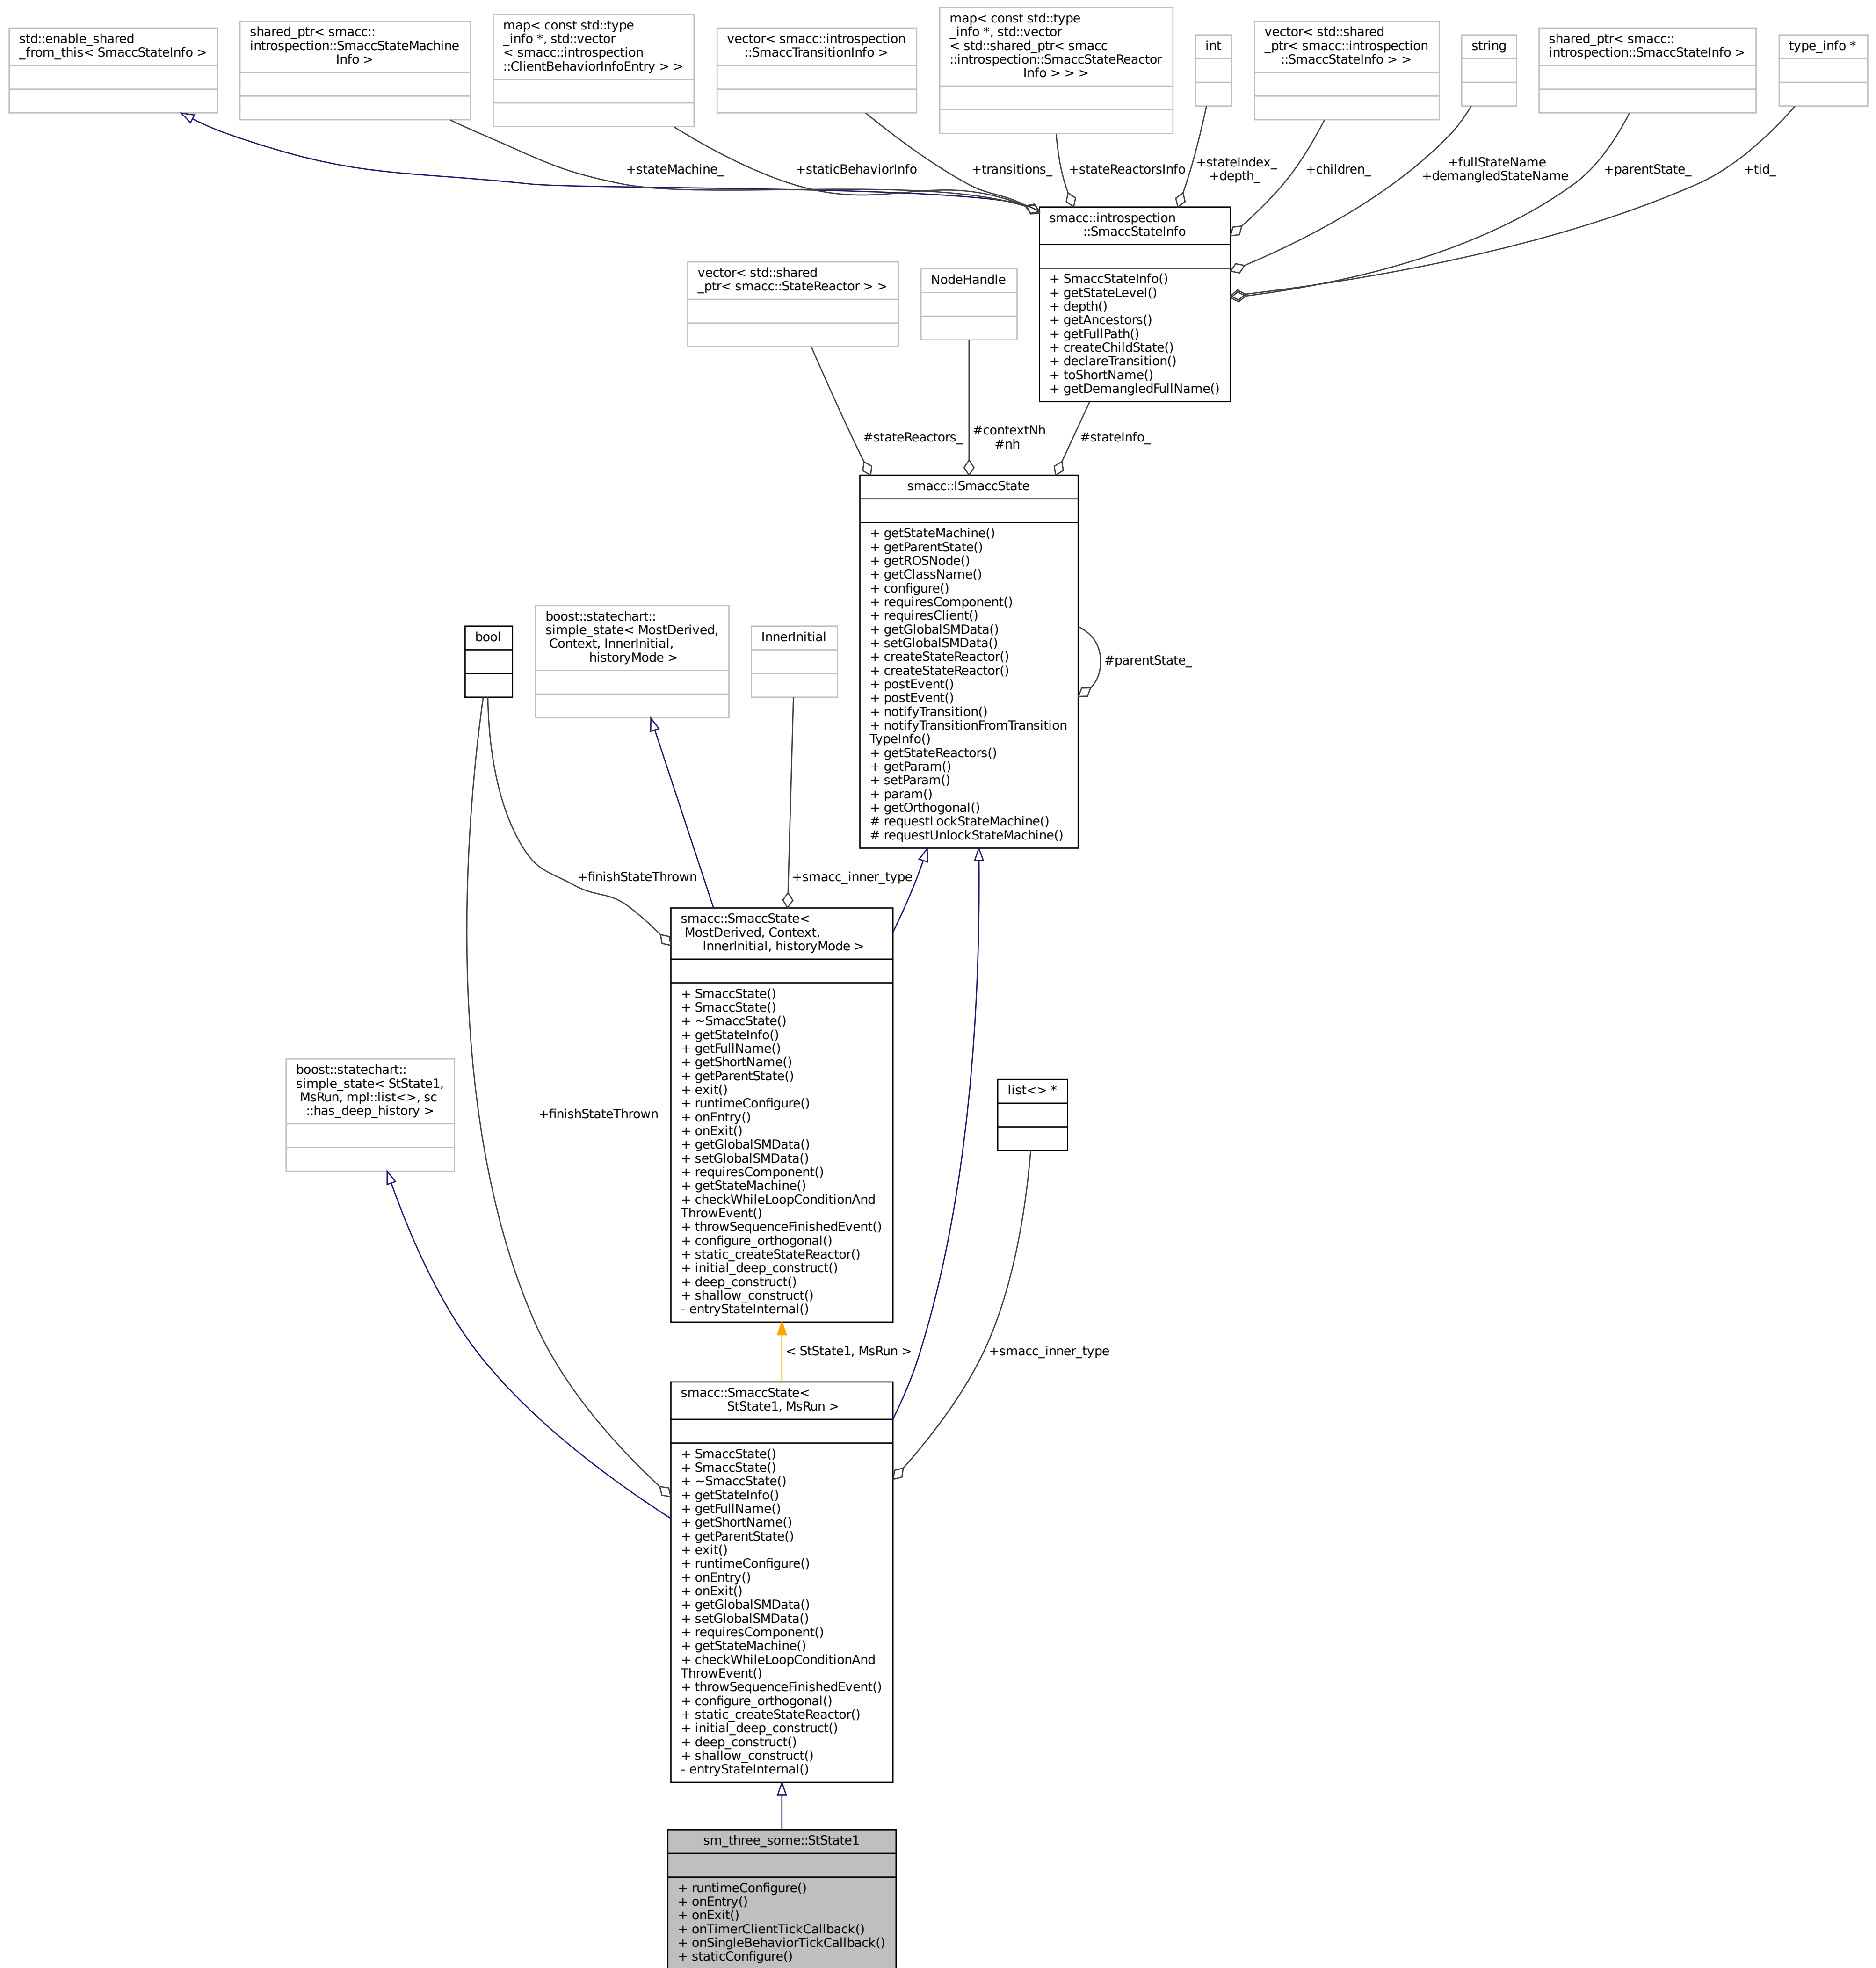 std::enable_shared
_from_this< SmaccStateInfo >
shared_ptr< smacc::
introspection::SmaccStateMachine
Info >
map< const std::type
_info *, std::vector
< smacc::introspection
::ClientBehaviorInfoEntry > >
vector< smacc::introspection
::SmaccTransitionInfo >
map< const std::type
_info *, std::vector
< std::shared_ptr< smacc
::introspection::SmaccStateReactor
Info > > >
int
vector< std::shared
_ptr< smacc::introspection
::SmaccStateInfo > >
string
shared_ptr< smacc::
introspection::SmaccStateInfo >
type_info *
+stateMachine_
+staticBehaviorInfo
+transitions_
+stateReactorsInfo
+stateIndex_
+depth_
+children_
+fullStateName
+demangledStateName
+parentState_
+tid_
smacc::introspection
::SmaccStateInfo
+ SmaccStateInfo()
+ getStateLevel()
+ depth()
+ getAncestors()
+ getFullPath()
+ createChildState()
+ declareTransition()
+ toShortName()
+ getDemangledFullName()
vector< std::shared
_ptr< smacc::StateReactor > >
NodeHandle
#stateReactors_
#contextNh
#nh
#stateInfo_
smacc::ISmaccState
+ getStateMachine()
+ getParentState()
+ getROSNode()
+ getClassName()
+ configure()
+ requiresComponent()
+ requiresClient()
+ getGlobalSMData()
+ setGlobalSMData()
+ createStateReactor()
+ createStateReactor()
+ postEvent()
+ postEvent()
+ notifyTransition()
+ notifyTransitionFromTransition
TypeInfo()
+ getStateReactors()
+ getParam()
+ setParam()
+ param()
+ getOrthogonal()
# requestLockStateMachine()
# requestUnlockStateMachine()
#parentState_
bool
boost::statechart::
simple_state< MostDerived,
Context, InnerInitial,
historyMode >
InnerInitial
+finishStateThrown
+smacc_inner_type
smacc::SmaccState<
MostDerived, Context,
InnerInitial, historyMode >
+ SmaccState()
+ SmaccState()
+ ~SmaccState()
+ getStateInfo()
+ getFullName()
+ getShortName()
+ getParentState()
+ exit()
+ runtimeConfigure()
+ onEntry()
+ onExit()
+ getGlobalSMData()
+ setGlobalSMData()
+ requiresComponent()
+ getStateMachine()
+ checkWhileLoopConditionAnd
ThrowEvent()
+ throwSequenceFinishedEvent()
+ configure_orthogonal()
+ static_createStateReactor()
+ initial_deep_construct()
+ deep_construct()
+ shallow_construct()
- entryStateInternal()
boost::statechart::
simple_state< StState1,
MsRun, mpl::list<>, sc
::has_deep_history >
+finishStateThrown
list<> *
< StState1, MsRun >
+smacc_inner_type
smacc::SmaccState<
StState1, MsRun >
+ SmaccState()
+ SmaccState()
+ ~SmaccState()
+ getStateInfo()
+ getFullName()
+ getShortName()
+ getParentState()
+ exit()
+ runtimeConfigure()
+ onEntry()
+ onExit()
+ getGlobalSMData()
+ setGlobalSMData()
+ requiresComponent()
+ getStateMachine()
+ checkWhileLoopConditionAnd
ThrowEvent()
+ throwSequenceFinishedEvent()
+ configure_orthogonal()
+ static_createStateReactor()
+ initial_deep_construct()
+ deep_construct()
+ shallow_construct()
- entryStateInternal()
sm_three_some::StState1
+ runtimeConfigure()
+ onEntry()
+ onExit()
+ onTimerClientTickCallback()
+ onSingleBehaviorTickCallback()
+ staticConfigure()